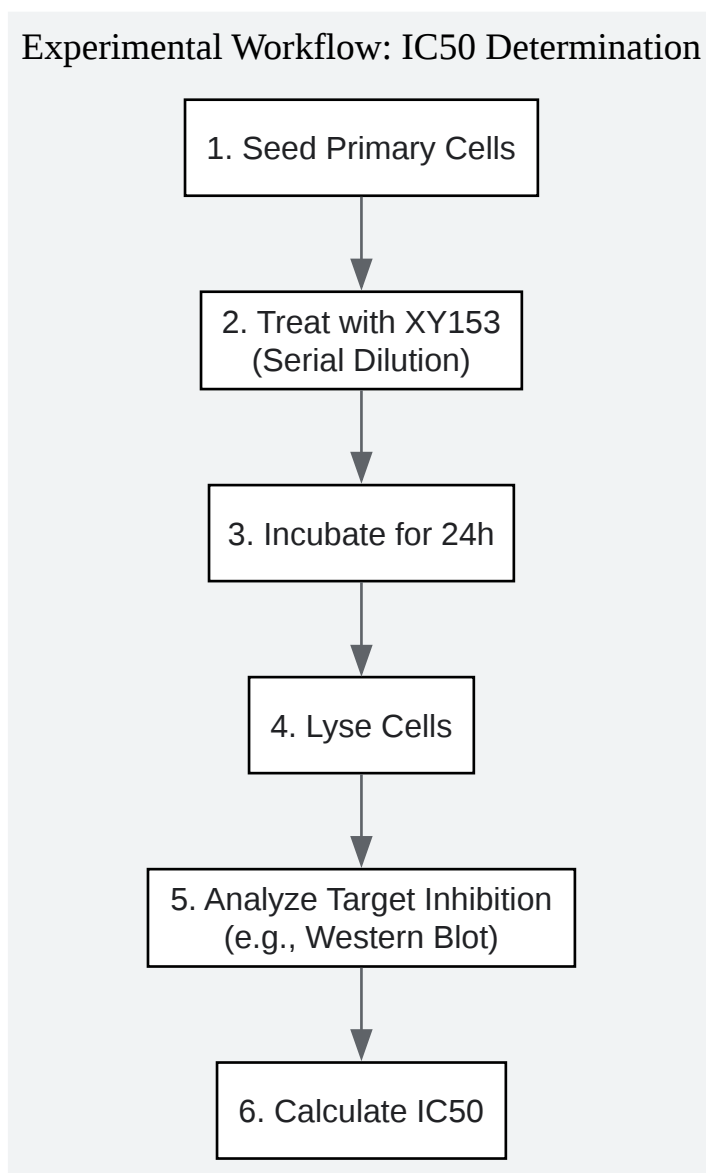 Experimental Workflow: IC50 Determination
1. Seed Primary Cells
2. Treat with XY153
(Serial Dilution)
3. Incubate for 24h
4. Lyse Cells
5. Analyze Target Inhibition
(e.g., Western Blot)
6. Calculate IC50